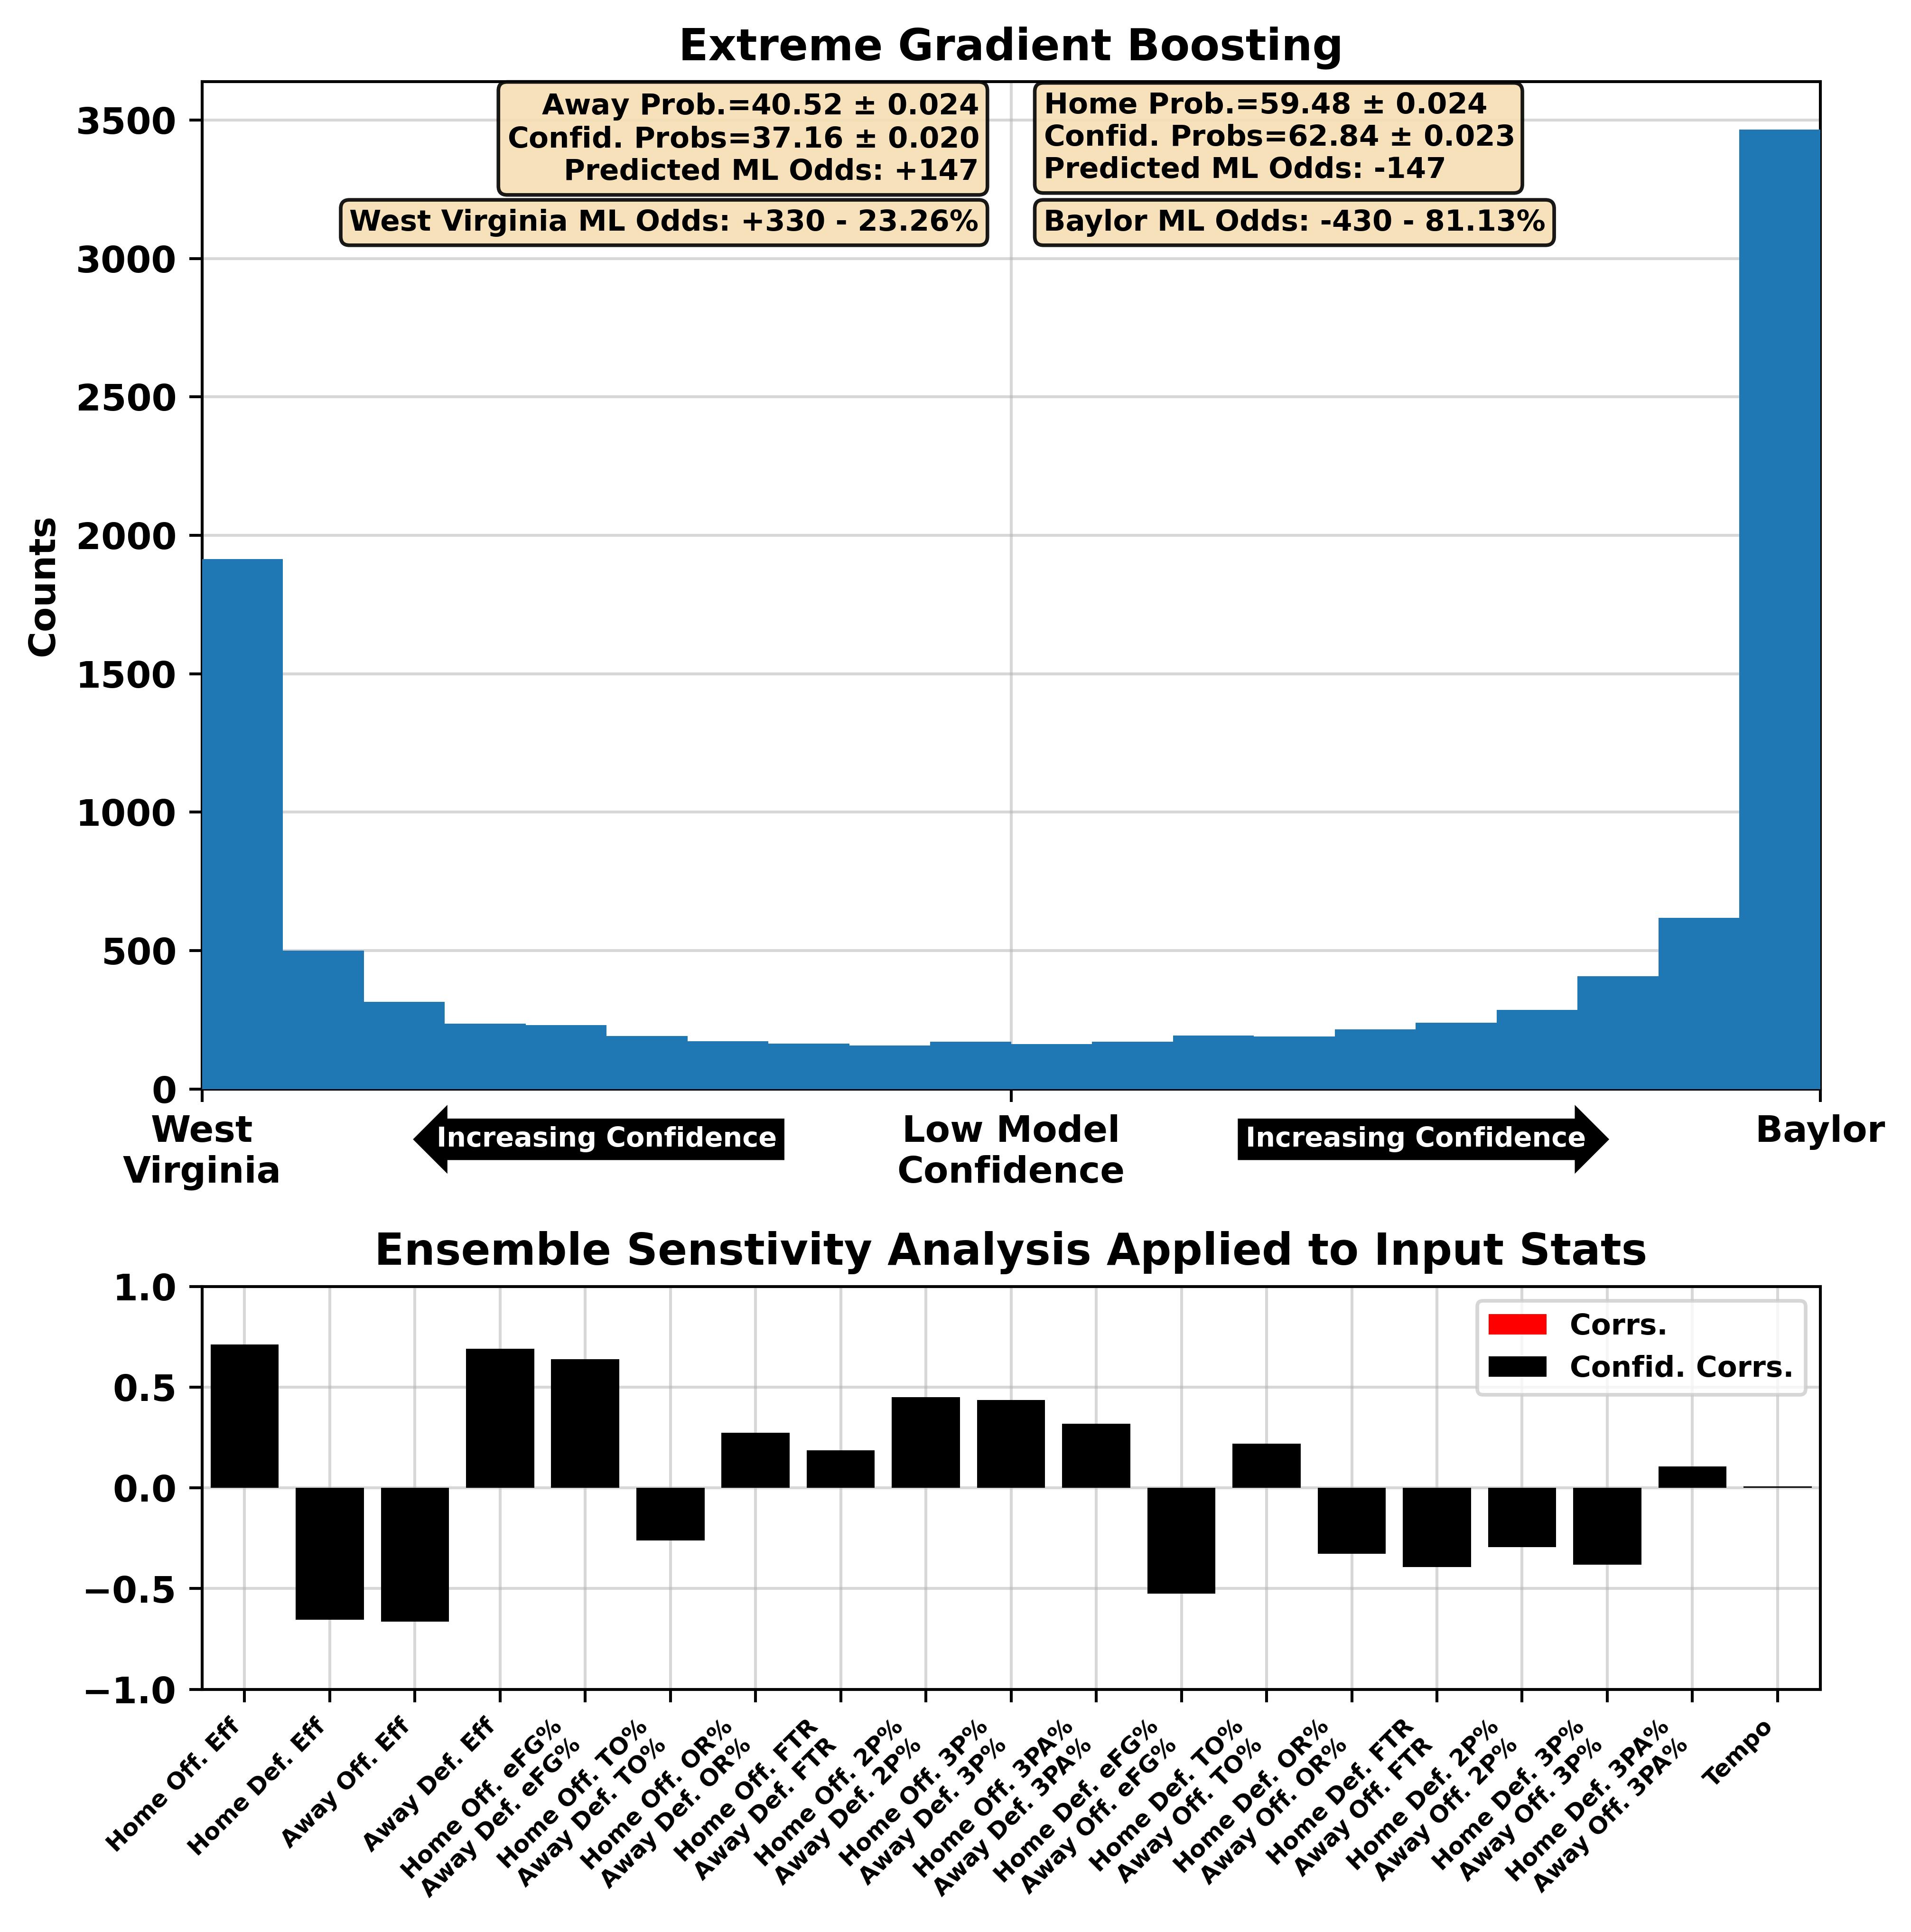 Extreme Gradient Boosting
Away Prob.=40.52 ± 0.024
Confid. Probs=37.16 ± 0.020
Predicted ML Odds: +147
Home Prob.=59.48 ± 0.024
Confid. Probs=62.84 ± 0.023
Predicted ML Odds: -147
West Virginia ML Odds: +330 - 23.26%
Baylor ML Odds: -430 - 81.13%
Counts
3500
3000
2500
2000
1500
1000
500
0
West
Virginia
Increasing Confidence
Low Model
Confidence
Increasing Confidence
Baylor
Ensemble Senstivity Analysis Applied to Input Stats
1.0
0.5
0.0
−0.5
−1.0
Corrs.
Confid. Corrs.
Home Off. Eff
Home Def. Eff
Away Off. Eff
Away Def. Eff
Home Off. eFG%
Away Def. eFG%
Home Off. TO%
Away Def. TO%
Home Off. OR%
Away Def. OR%
Home Off. FTR
Away Def. FTR
Home Off. 2P%
Away Def. 2P%
Home Off. 3P%
Away Def. 3P%
Home Off. 3PA%
Away Def. 3PA%
Home Def. eFG%
Away Off. eFG%
Home Def. TO%
Away Off. TO%
Home Def. OR%
Away Off. OR%
Home Def. FTR
Away Off. FTR
Home Def. 2P%
Away Off. 2P%
Home Def. 3P%
Away Off. 3P%
Home Def. 3PA%
Away Off. 3PA%
Tempo